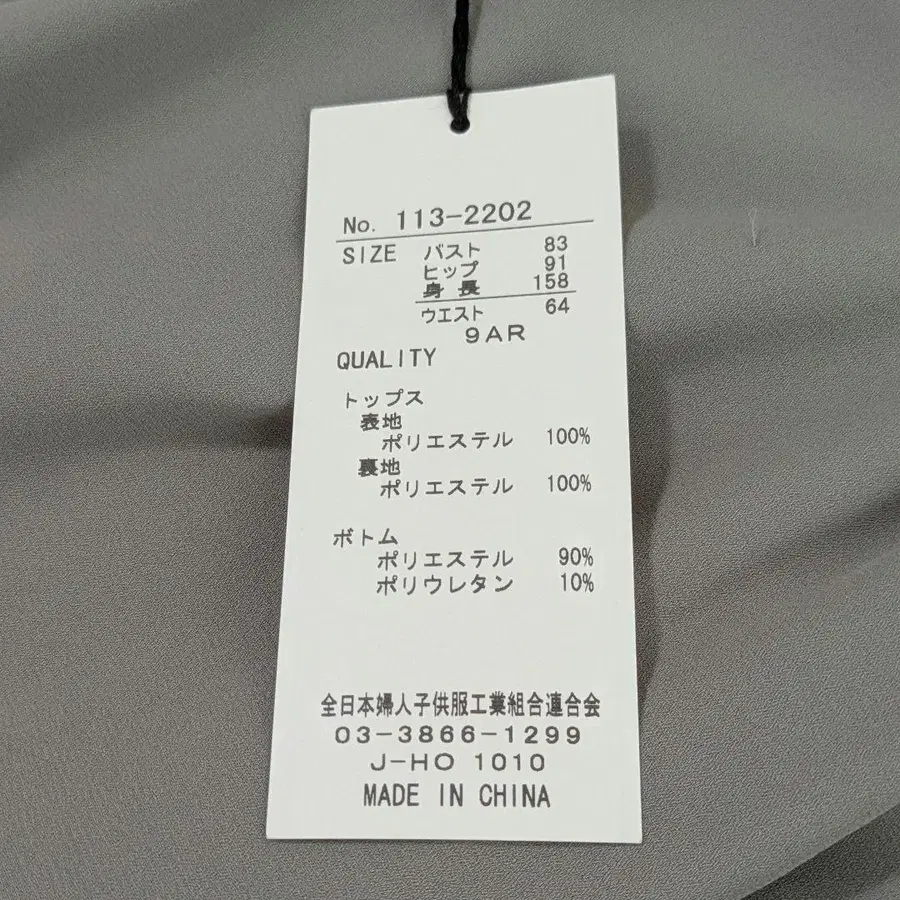 No. 113-2202
SIZE バスト 83
ヒップ 91
身長 158
ウエスト 64
9AR
QUALITY
トップス
表地
ポリエステル 100%
裏地
ポリエステル 100%
ボトム
ポリエステル 90%
ポリウレタン 10%
全日本婦人子供服工業組合連合会
03-3866-1299
J-HO 1010
MADE IN CHINA